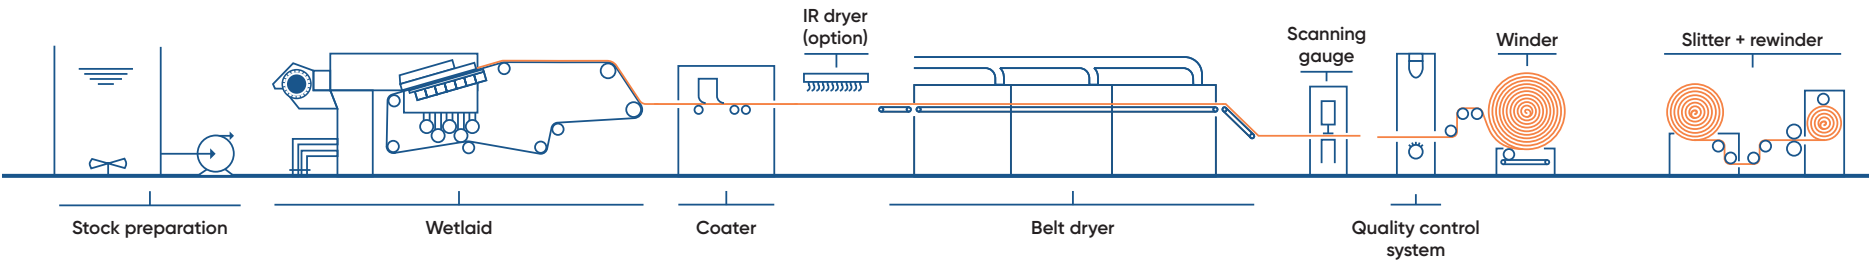 IR dryer
(option)
Scanning
gauge
Winder
Slitter + rewinder
Stock preparation
Wetlaid
Coater
Belt dryer
Quality control
system